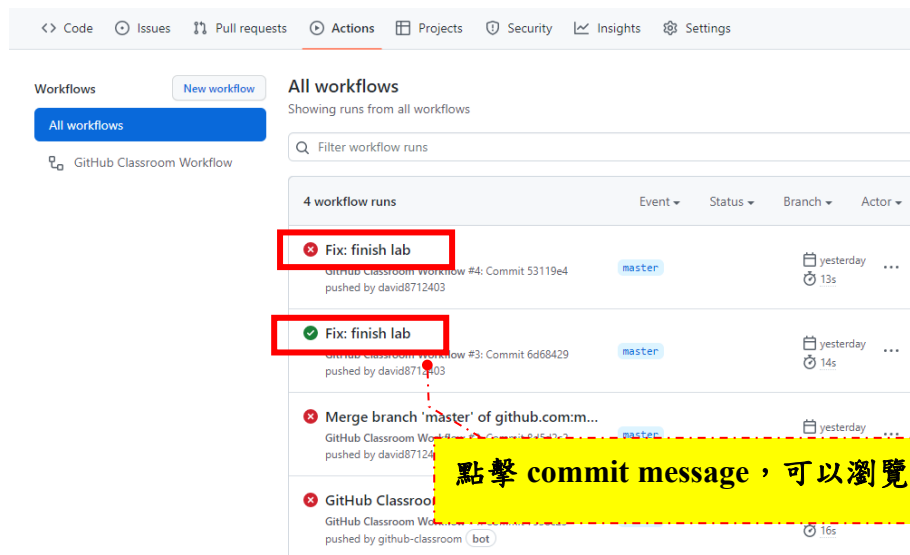 Code Issues Pull requests Actions Projects Security Insights Settings
Workflows New workflow
All workflows
GitHub Classroom Workflow
All workflows
Showing runs from all workflows
Filter workflow runs
4 workflow runs Event Status Branch Actor
Fix: finish lab
GitHub Classroom Workflow #4: Commit 53119e4
pushed by david8712403
master
yesterday
13s
Fix: finish lab
GitHub Classroom Workflow #3: Commit 6d68429
pushed by david8712403
master
yesterday
14s
Merge branch 'master' of github.com:m...
GitHub Classroom
pushed by
master
yesterday
點擊 commit message，可以瀏覽
GitHub
GitHub Classroom
pushed by github-classroom bot
16s